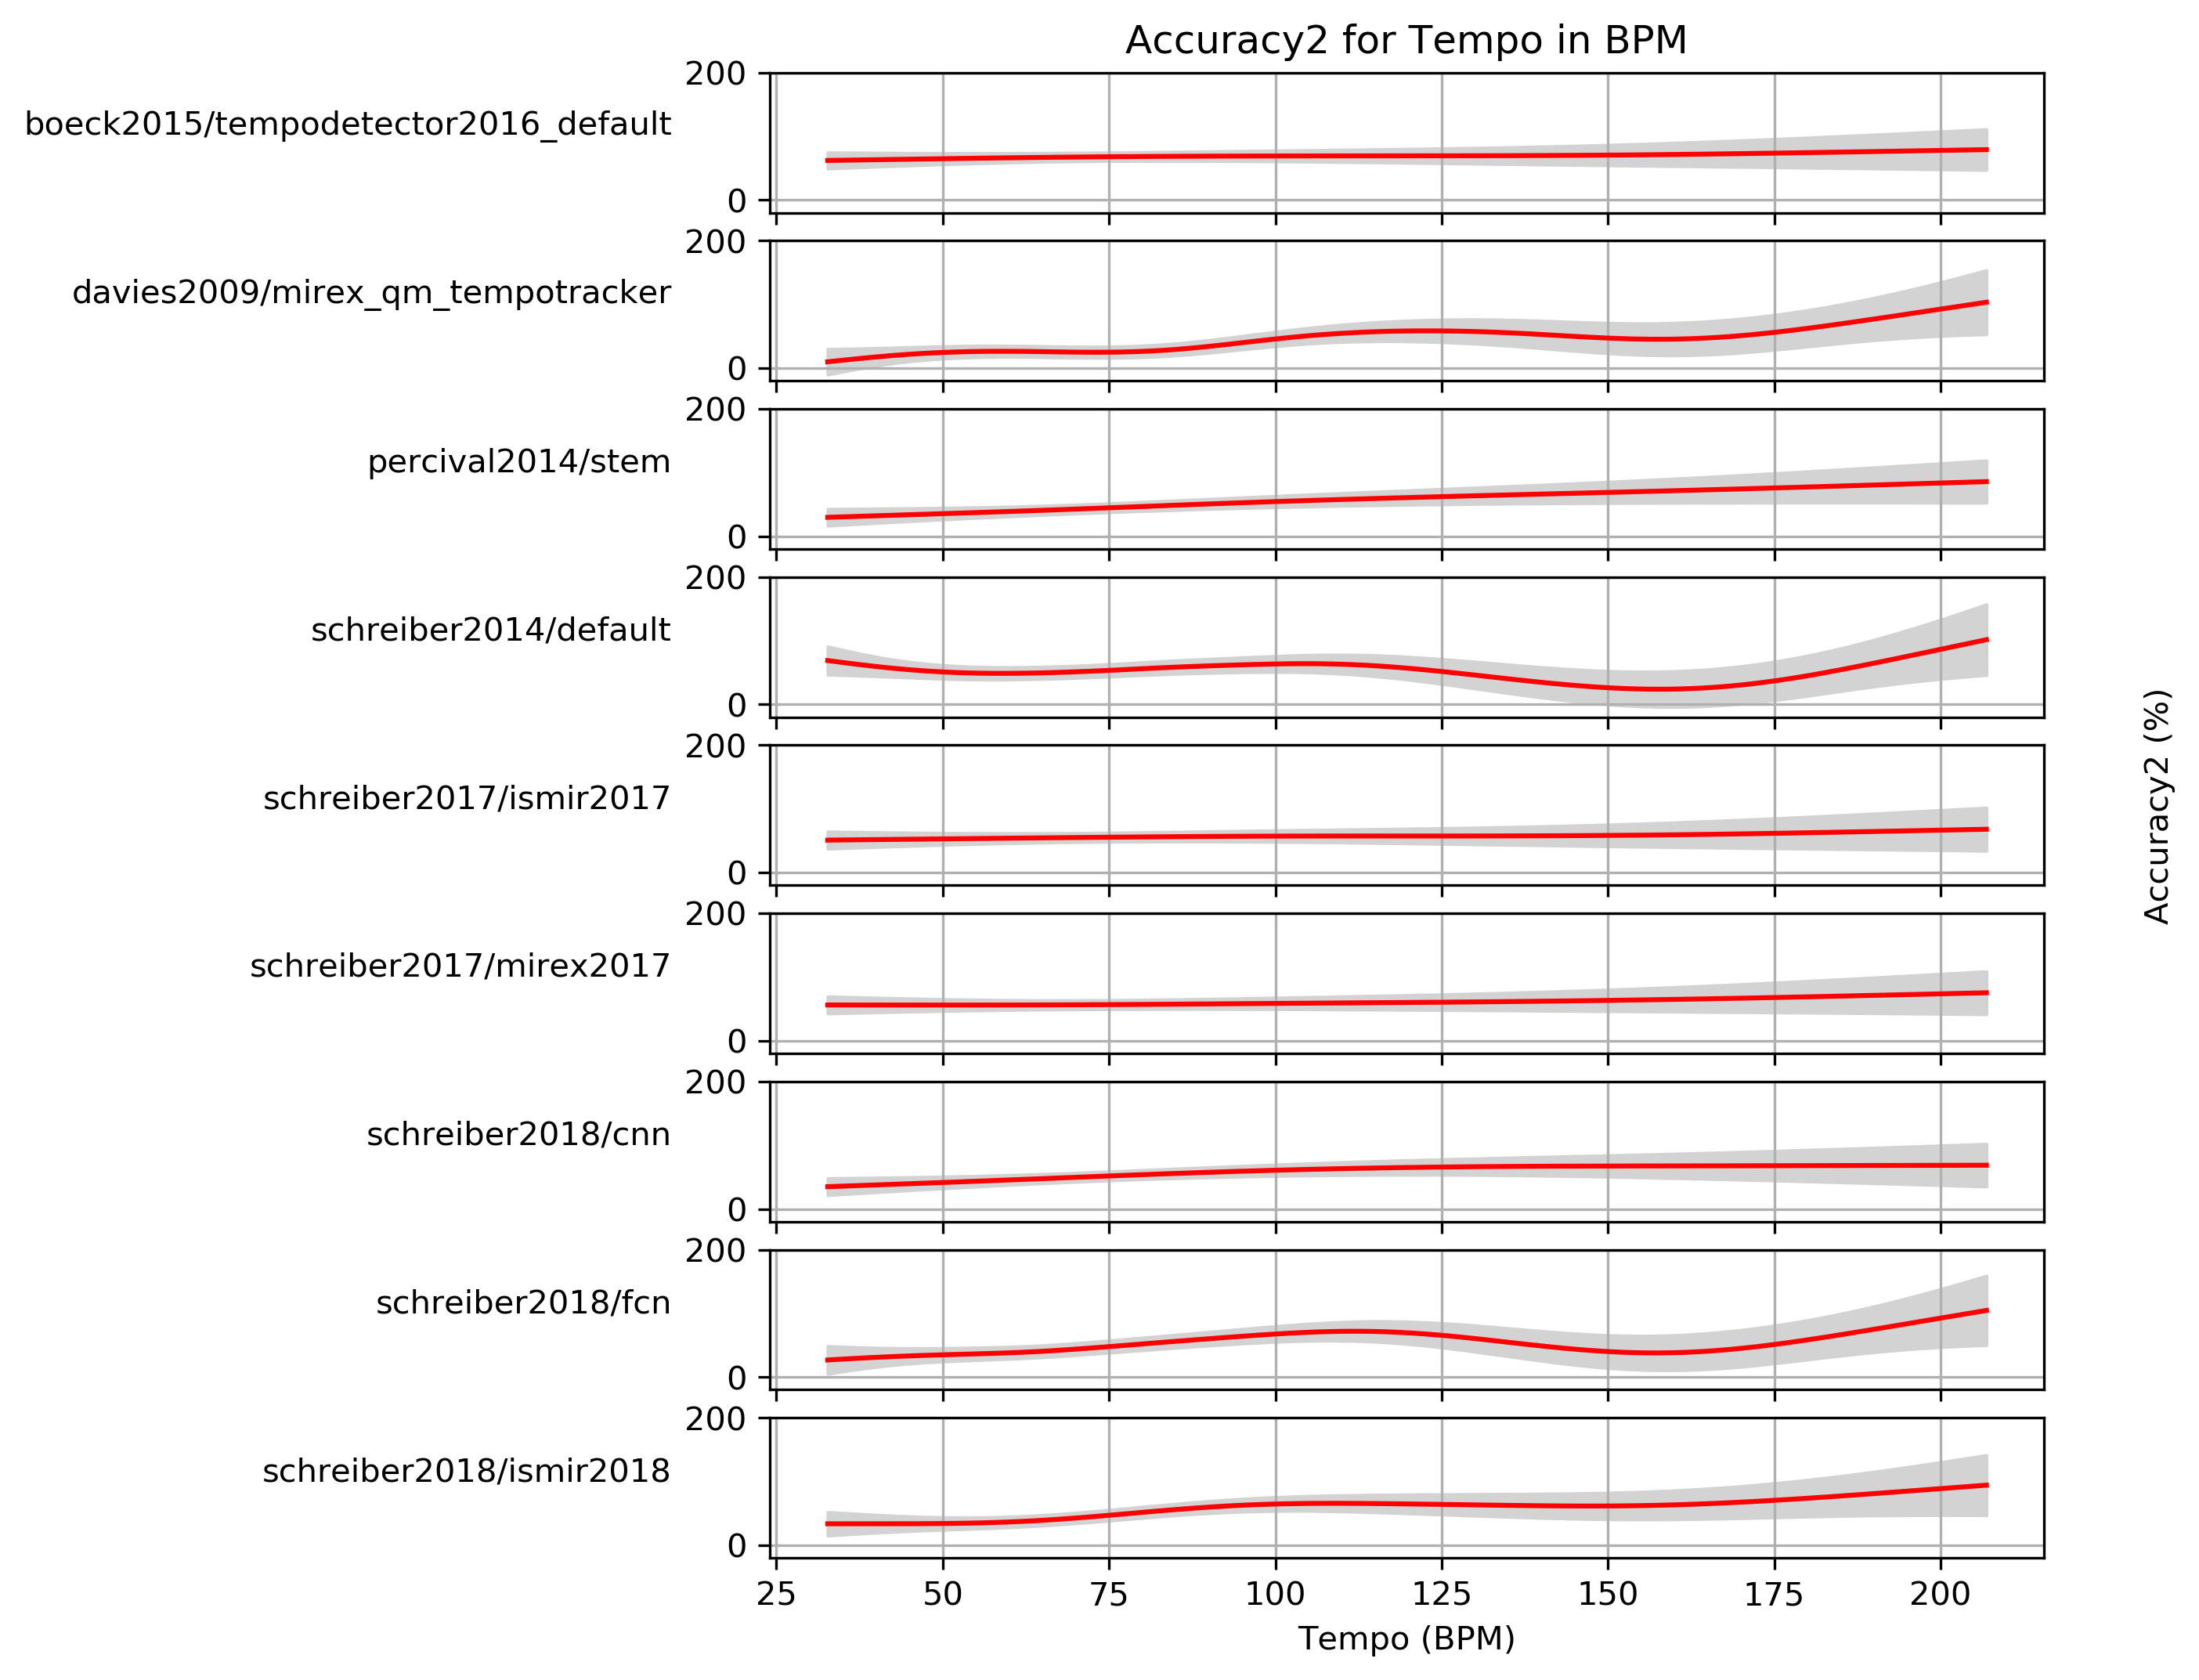 Accuracy2 for Tempo in BPM
200
boeck2015/tempodetector2016_default
0
200
davies2009/mirex_qm_tempotracker
0
200
percival2014/stem
0
200
schreiber2014/default
0
200
schreiber2017/ismir2017
0
200
schreiber2017/mirex2017
0
200
schreiber2018/cnn
0
200
schreiber2018/fcn
0
200
schreiber2018/ismir2018
0
25 50 75 100 125 150 175 200
Tempo (BPM)
Accuracy2 (%)